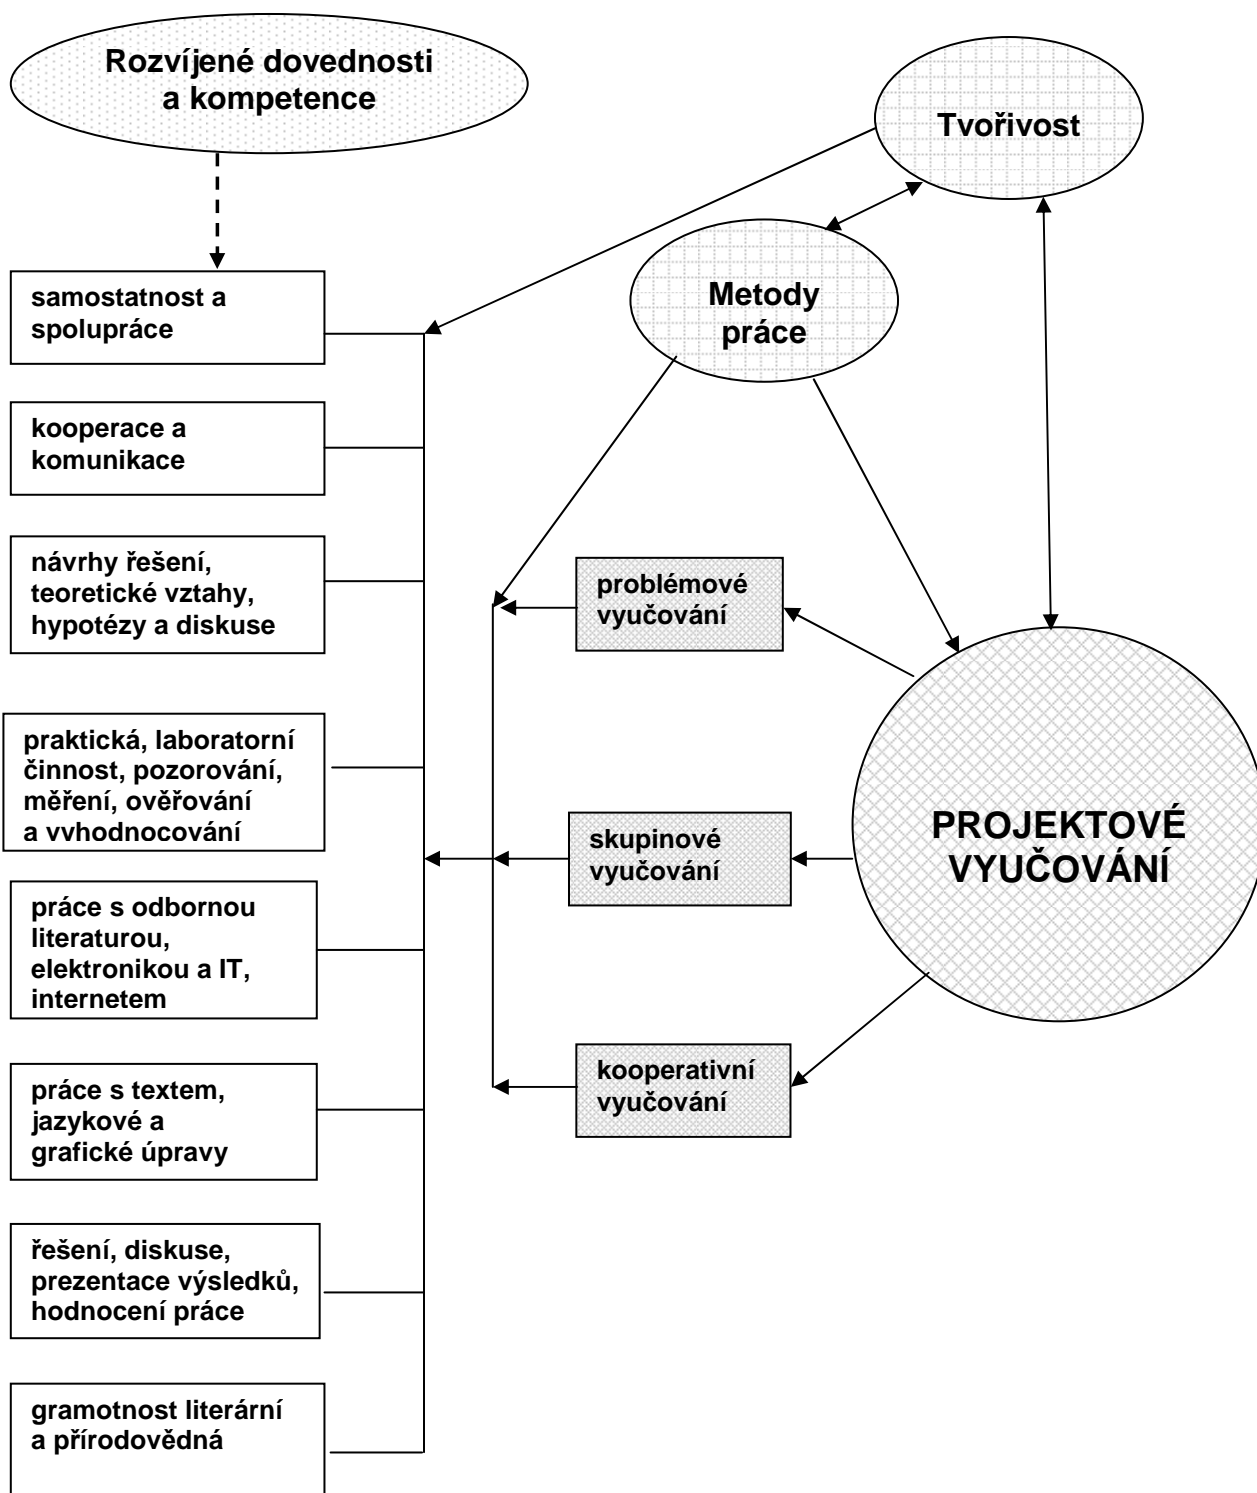 Rozvíjené dovednosti
a kompetence
Tvořivost
Metody
práce
samostatnost a
spolupráce
kooperace a
komunikace
návrhy řešení,
teoretické vztahy,
hypotézy a diskuse
praktická, laboratorní
činnost, pozorování,
měření, ověřování
a vvhodnocování
práce s odbornou
literaturou,
elektronikou a IT,
internetem
práce s textem,
jazykové a
grafické úpravy
řešení, diskuse,
prezentace výsledků,
hodnocení práce
gramotnost literární
a přírodovědná
problémové
vyučování
skupinové
vyučování
kooperativní
vyučování
PROJEKTOVÉ
VYUČOVÁNÍ